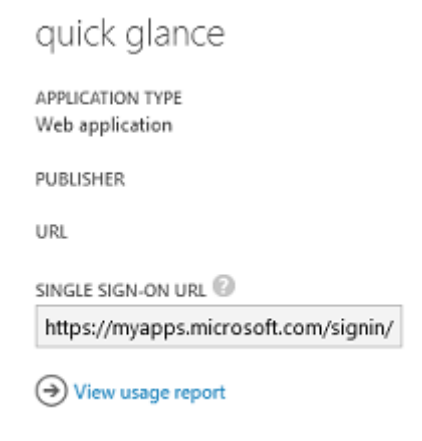 quick glance
APPLICATION TYPE
Web application
PUBLISHER
URL
SINGLE SIGN-ON URL ?
https://myapps.microsoft.com/signin/
View usage report